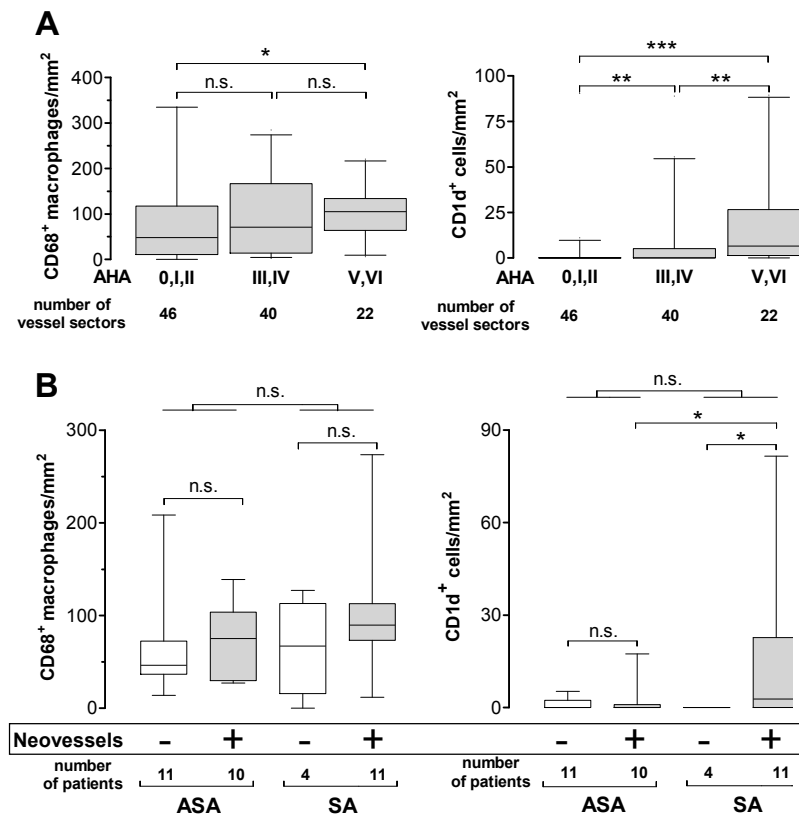 A
CD68+ macrophages/mm2
400
300
200
100
0
*
n.s.
n.s.
AHA 0,I,II III,IV V,VI
number of
vessel sectors
46 40 22
CD1d+ cells/mm2
100
75
50
25
0
***
**
**
AHA 0,I,II III,IV V,VI
number of
vessel sectors
46 40 22
B
CD68+ macrophages/mm2
300
200
100
0
n.s.
n.s.
n.s.
CD1d+ cells/mm2
90
60
30
0
n.s.
*
*
n.s.
Neovessels − + − + − + − +
number
of patients
11 10 4 11
ASA SA
number
of patients
11 10 4 11
ASA SA